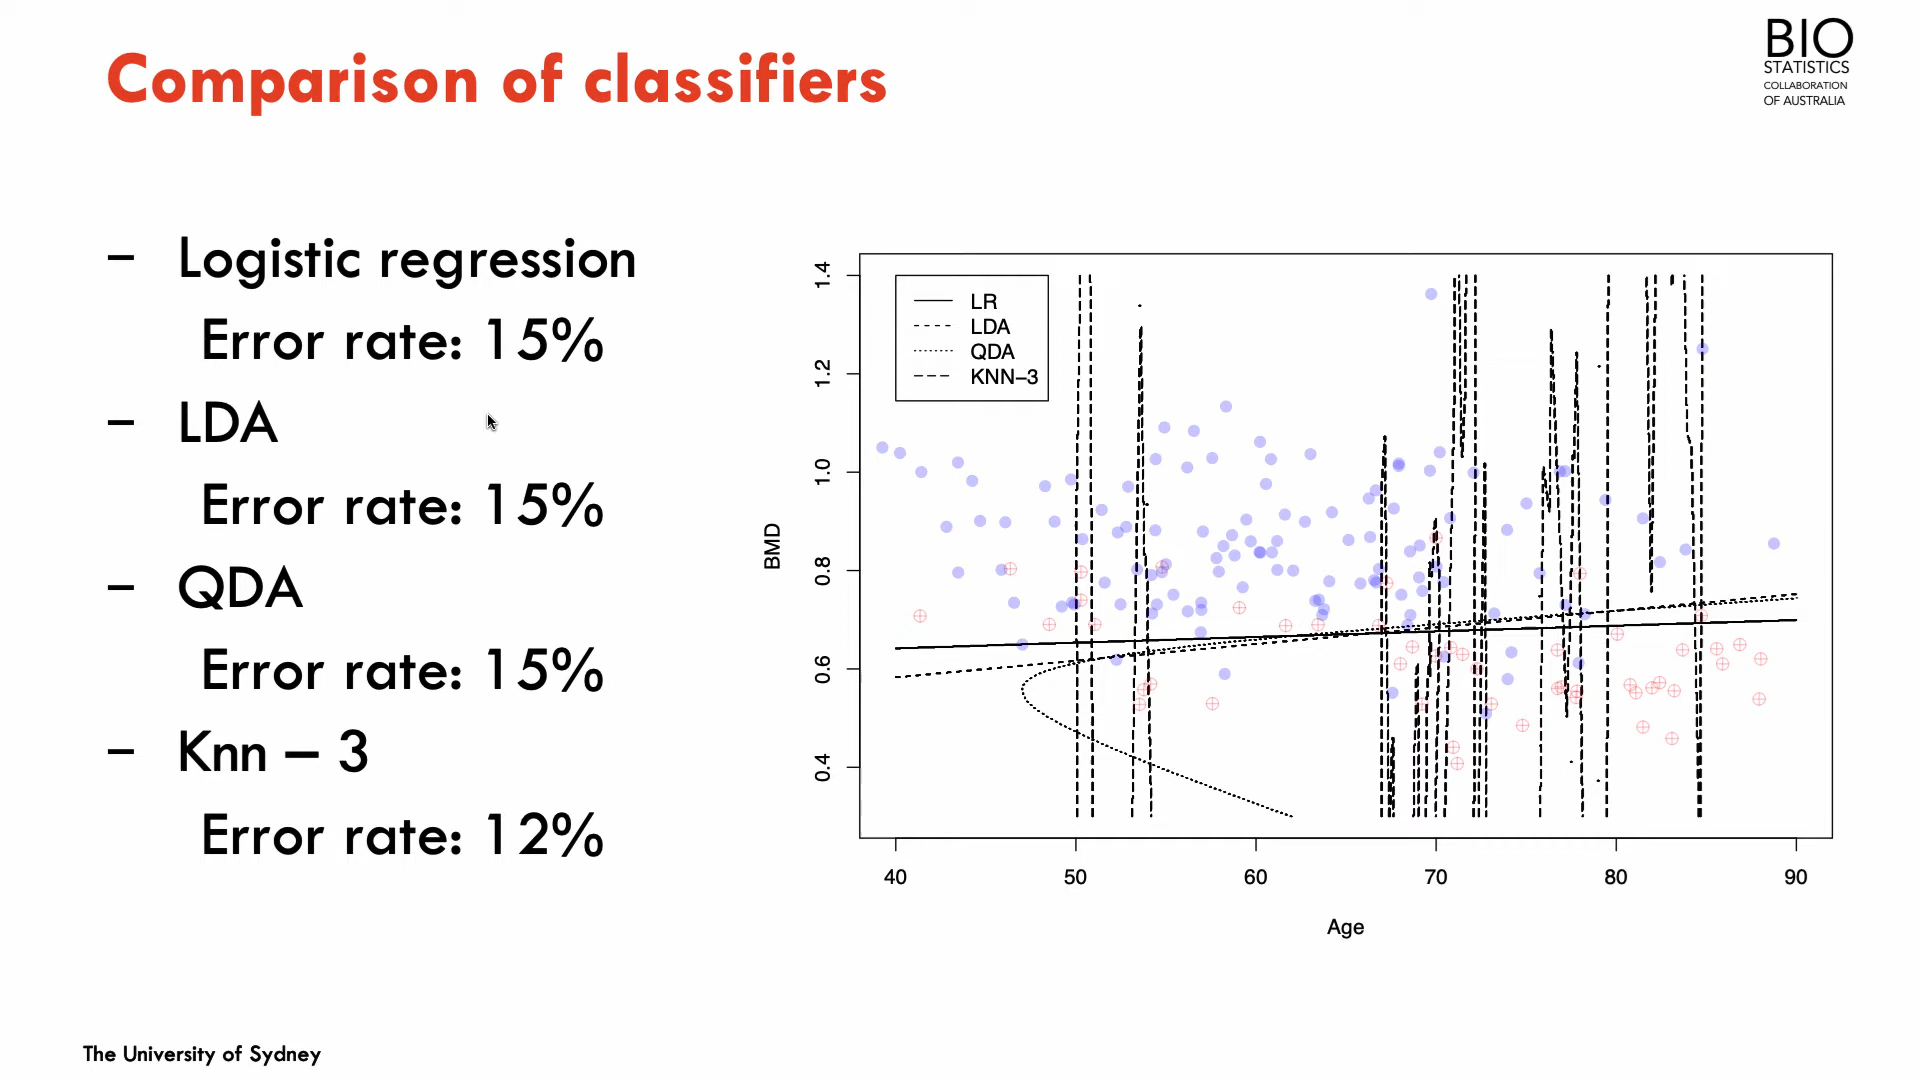 Comparison of classifiers
BIO
STATISTICS
COLLABORATION
OF AUSTRALIA
– Logistic regression
Error rate: 15%
– LDA
Error rate: 15%
– QDA
Error rate: 15%
– Knn – 3
Error rate: 12%
LR
LDA
QDA
KNN–3
BMD
1.4
1.2
1.0
0.8
0.6
0.4
40 50 60 70 80 90
Age
The University of Sydney